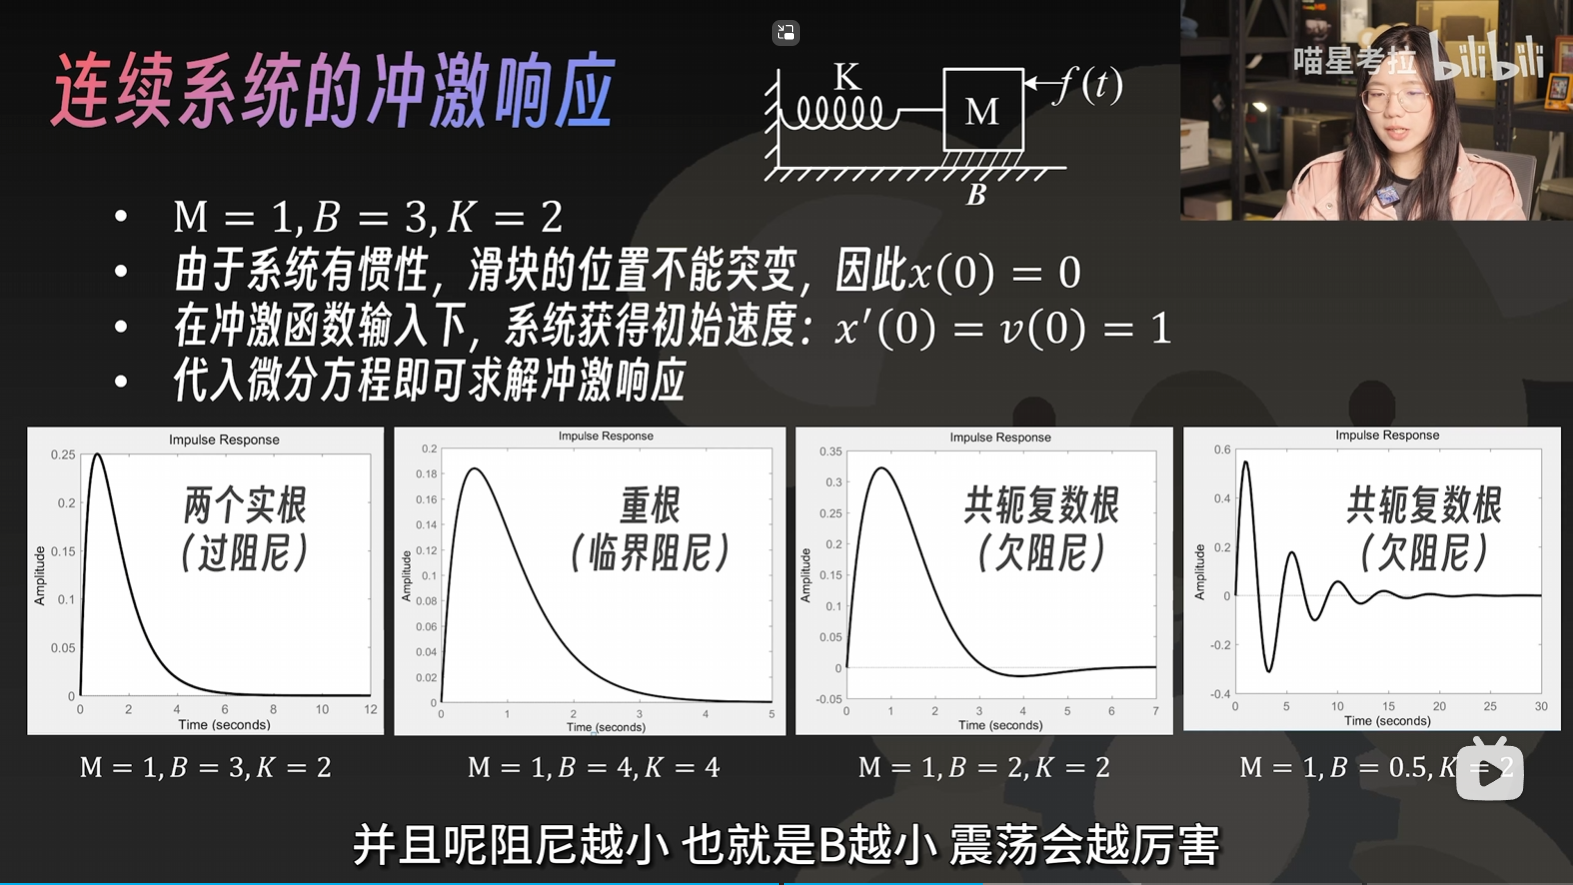 连续系统的冲激响应
K
M
f(t)
B
喵星考拉 bilibili
• M = 1, B = 3, K = 2
• 由于系统有惯性，滑块的位置不能突变，因此x(0) = 0
• 在冲激函数输入下，系统获得初始速度：x′(0) = v(0) = 1
• 代入微分方程即可求解冲激响应
Impulse Response
两个实根
（过阻尼）
Amplitude
0.25
0.2
0.15
0.1
0.05
0
0 2 4 6 8 10 12
Time (seconds)
M = 1, B = 3, K = 2
Impulse Response
重根
（临界阻尼）
Amplitude
0.2
0.18
0.16
0.14
0.12
0.1
0.08
0.06
0.04
0.02
0
0 1 2 3 4 5
Time (seconds)
M = 1, B = 4, K = 4
Impulse Response
共轭复数根
（欠阻尼）
Amplitude
0.35
0.3
0.25
0.2
0.15
0.1
0.05
0
-0.05
0 1 2 3 4 5 6 7
Time (seconds)
M = 1, B = 2, K = 2
Impulse Response
共轭复数根
（欠阻尼）
Amplitude
0.6
0.4
0.2
0
-0.2
-0.4
0 5 10 15 20 25 30
Time (seconds)
M = 1, B = 0.5, K = 2
并且呢阻尼越小 也就是B越小 震荡会越厉害